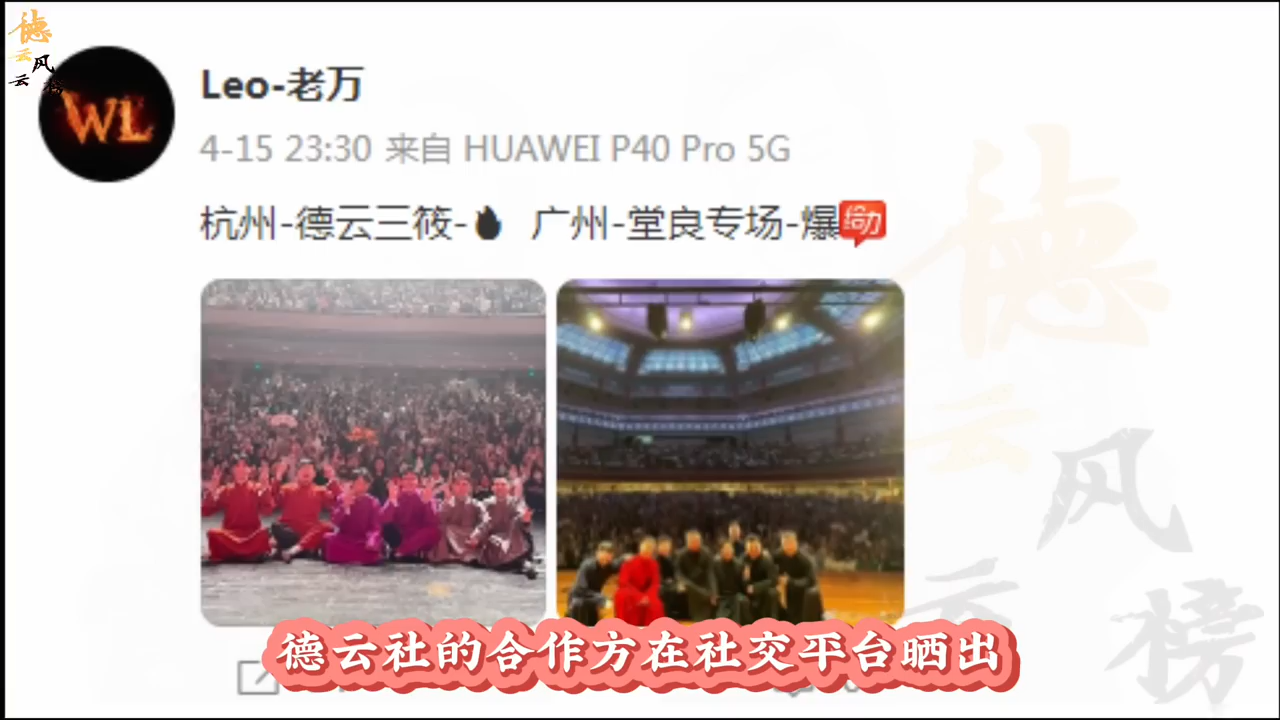 德云风云榜
WL
Leo-老万
4-15 23:30 来自 HUAWEI P40 Pro 5G
杭州-德云三筱- 广州-堂良专场-爆给力
德云风云榜
德云社的合作方在社交平台晒出